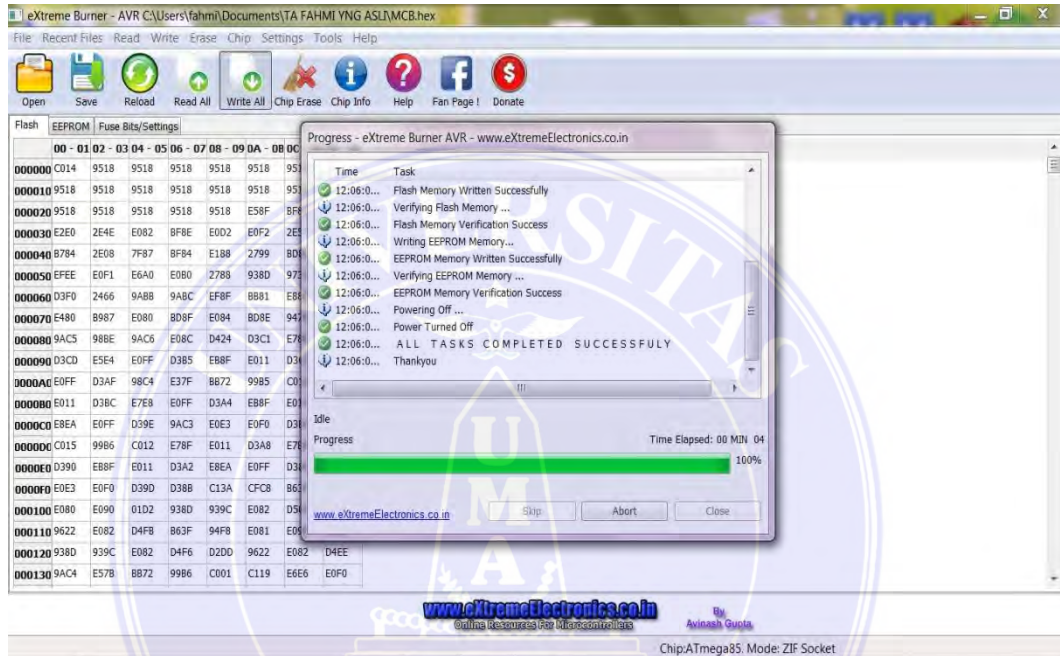 eXtreme Burner - AVR C:\Users\fahmi\Documents\TA FAHMI YNG ASLI\MCB.hex
File Recent Files Read Write Erase Chip Settings Tools Help
Open Save Reload Read All Write All Chip Erase Chip Info Help Fan Page ! Donate
Flash EEPROM Fuse Bits/Settings
00 - 01 02 - 03 04 - 05 06 - 07 08 - 09 0A - 0B 0C
000000 C014 9518 9518 9518 9518 9518
000010 9518 9518 9518 9518 9518 9518
000020 9518 9518 9518 9518 9518 E58F
000030 E2E0 2E4E E082 BF8E E0D2 E0F2
000040 B784 2E08 7F87 BF84 E188 2799
000050 EFEE E0F1 E6A0 E0B0 2788 938D
000060 D3F0 2466 9ABB 9ABC EF8F BB81
000070 E480 B987 E080 BD8F E084 BD8E
000080 9AC5 98BE 9AC6 E08C D424 D3C1
000090 D3CD E5E4 E0FF D3B5 EB8F E011
0000A0 E0FF D3AF 98C4 E37F BB72 99B5
0000B0 E011 D3BC E7E8 E0FF D3A4 EB8F
0000C0 E8EA E0FF D39E 9AC3 E0E3 E0F0
0000D0 C015 99B6 C012 E78F E011 D3A8
0000E0 D390 EB8F E011 D3A2 E8EA E0FF
0000F0 E0E3 E0F0 D39D D38B C13A CFC8
000100 E080 E090 01D2 938D 939C E082
000110 9622 E082 D4FB B63F 94F8 E081
000120 938D 939C E082 D4F6 D2DD 9622 E082 D4EE
000130 9AC4 E57B BB72 99B6 C001 C119 E6E6 E0F0
Progress - eXtreme Burner AVR - www.eXtremeElectronics.co.in
Time Task
12:06:0... Flash Memory Written Successfully
12:06:0... Verifying Flash Memory ...
12:06:0... Flash Memory Verification Success
12:06:0... Writing EEPROM Memory...
12:06:0... EEPROM Memory Written Successfully
12:06:0... Verifying EEPROM Memory ...
12:06:0... EEPROM Memory Verification Success
12:06:0... Powering Off ...
12:06:0... Power Turned Off
12:06:0... ALL TASKS COMPLETED SUCCESSFULY
12:06:0... Thankyou
Idle
Progress Time Elapsed: 00 MIN 04
100%
www.eXtremeElectronics.co.in Skip Abort Close
www.eXtremeElectronics.co.in
Online Resources For Microcontrollers
By
Avinash Gupta
Chip:ATmega85. Mode: ZIF Socket
UNIVERSITAS
UMA